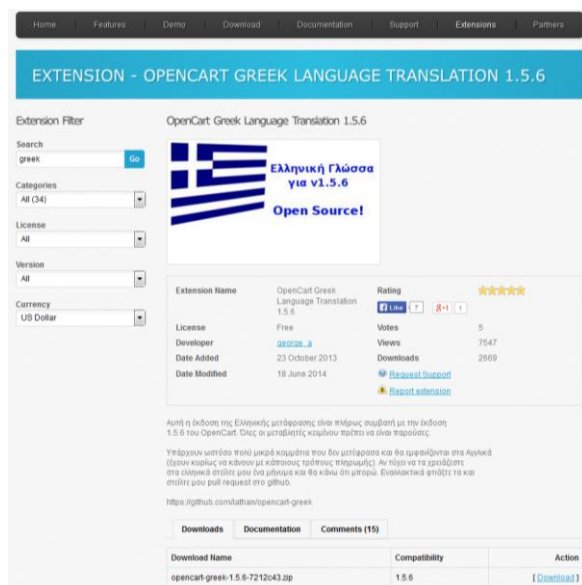 Home Features Demo Download Documentation Support Extensions Partners
EXTENSION - OPENCART GREEK LANGUAGE TRANSLATION 1.5.6
Extension Filter
Search
greek Go
Categories
All (34)
License
All
Version
All
Currency
US Dollar
OpenCart Greek Language Translation 1.5.6
Ελληνική Γλώσσα
για v1.5.6
Open Source!
Extension Name OpenCart Greek Language Translation 1.5.6
Rating
Like 7 g+1 1
License Free
Votes 5
Developer george_a
Views 7547
Date Added 23 October 2013
Downloads 2669
Date Modified 18 June 2014
Request Support
Report extension
Αυτή η έκδοση της Ελληνικής μετάφρασης είναι πλήρως συμβατή με την έκδοση
1.5.6 του OpenCart. Όλες οι μεταβλητές κειμένου πρέπει να είναι παρούσες.
Υπάρχουν ωστόσο πολύ μικρά κομμάτια που δεν μετέφρασα και θα εμφανίζονται στα Αγγλικά
(έχουν κυρίως να κάνουν με κάποιους τρόπους πληρωμής). Αν τύχει να τα χρειάζεστε
στα ελληνικά στείλτε μου ένα μήνυμα και θα κάνω ότι μπορώ. Εναλλακτικά φτιάξτε τα και
στείλτε μου pull request στο github.
https://github.com/lathan/opencart-greek
Downloads Documentation Comments (15)
Download Name Compatibility Action
opencart-greek-1.5.6-7212c43.zip 1.5.6 [ Download ]